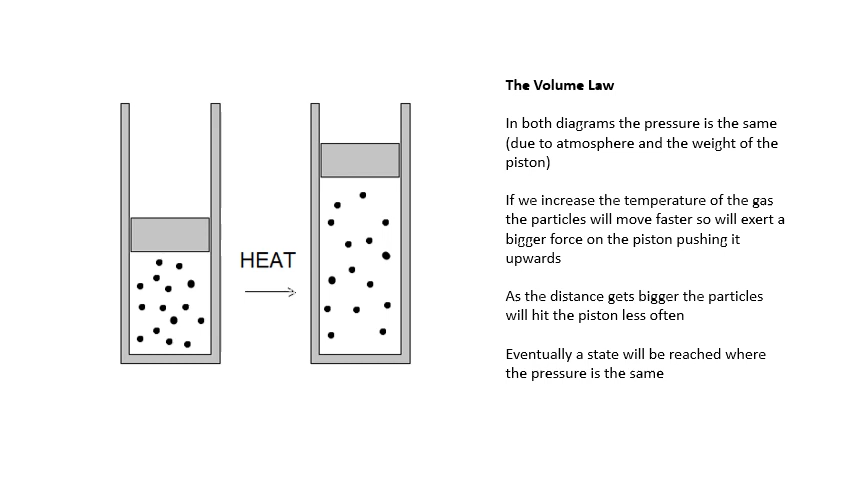 The Volume Law
In both diagrams the pressure is the same
(due to atmosphere and the weight of the
piston)
If we increase the temperature of the gas
the particles will move faster so will exert a
bigger force on the piston pushing it
upwards
HEAT
As the distance gets bigger the particles
will hit the piston less often
Eventually a state will be reached where
the pressure is the same